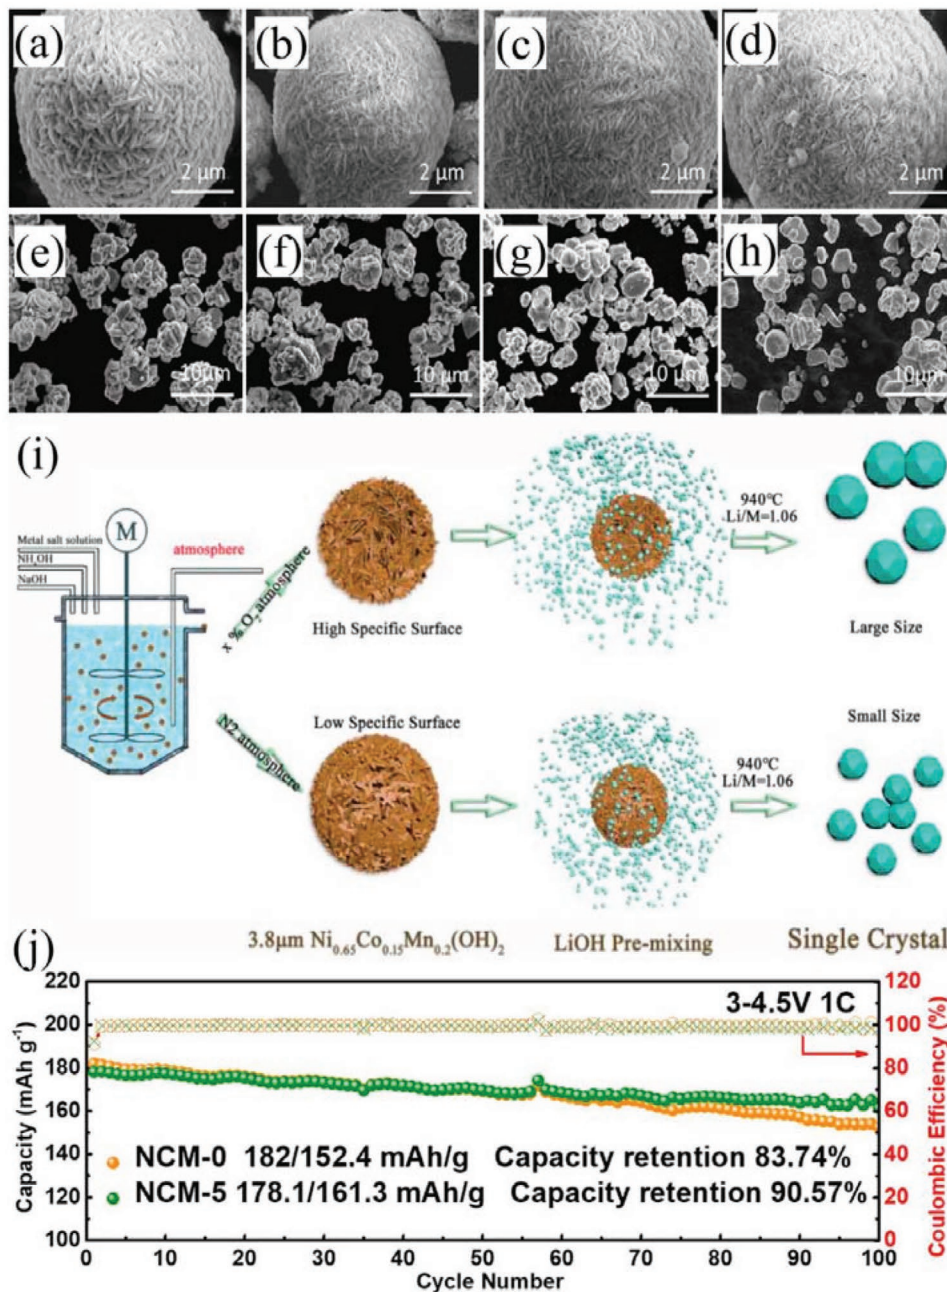 (a)
(b)
(c)
(d)
2 μm
2 μm
2 μm
2 μm
(e)
(f)
(g)
(h)
10μm
10 μm
10 μm
10μm
(i)
Metal salt solution
NH₄OH
NaOH
M
atmosphere
x % O₂ atmosphere
High Specific Surface
940℃
Li/M=1.06
Large Size
N2 atmosphere
Low Specific Surface
940℃
Li/M=1.06
Small Size
3.8μm Ni₀.₆₅Co₀.₁₅Mn₀.₂(OH)₂
LiOH Pre-mixing
Single Crystal
(j)
Capacity (mAh g⁻¹)
220
200
180
160
140
120
100
3-4.5V 1C
NCM-0 182/152.4 mAh/g Capacity retention 83.74%
NCM-5 178.1/161.3 mAh/g Capacity retention 90.57%
120
100
80
60
40
20
0
Coulombic Efficiency (%)
0 10 20 30 40 50 60 70 80 90 100
Cycle Number